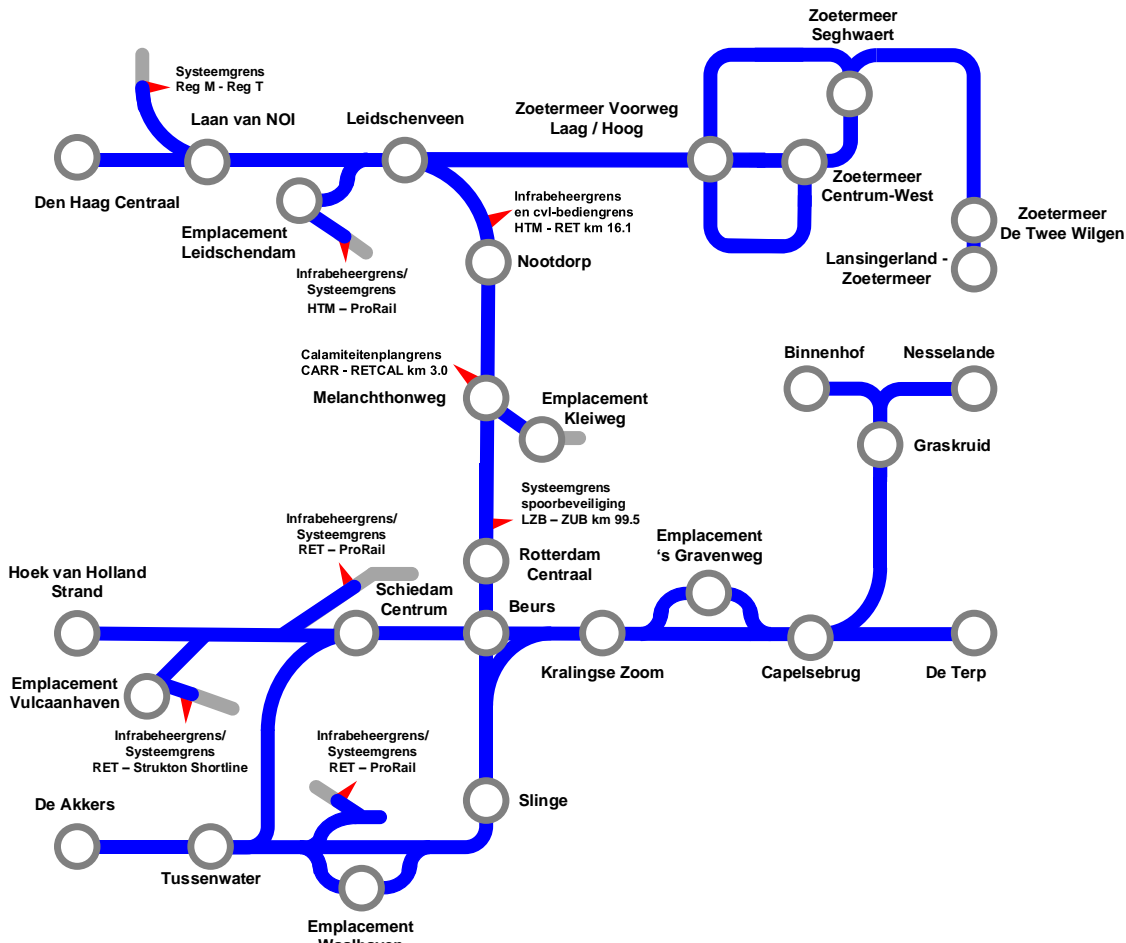 Zoetermeer
Seghwaert
Systeemgrens
Reg M - Reg T
Laan van NOI
Leidschenveen
Zoetermeer Voorweg
Laag / Hoog
Den Haag Centraal
Zoetermeer
Centrum-West
Infrabeheergrens
en cvl-bediengrens
HTM - RET km 16.1
Zoetermeer
De Twee Wilgen
Emplacement
Leidschendam
Nootdorp
Lansingerland -
Zoetermeer
Infrabeheergrens/
Systeemgrens
HTM – ProRail
Calamiteitenplangrens
CARR - RETCAL km 3.0
Binnenhof
Nesselande
Melanchthonweg
Emplacement
Kleiweg
Graskruid
Systeemgrens
spoorbeveiliging
LZB – ZUB km 99.5
Infrabeheergrens/
Systeemgrens
RET – ProRail
Emplacement
‘s Gravenweg
Rotterdam
Centraal
Hoek van Holland
Strand
Schiedam
Centrum
Beurs
Kralingse Zoom
Capelsebrug
De Terp
Emplacement
Vulcaanhaven
Infrabeheergrens/
Systeemgrens
RET – Strukton Shortline
Infrabeheergrens/
Systeemgrens
RET – ProRail
De Akkers
Slinge
Tussenwater
Emplacement